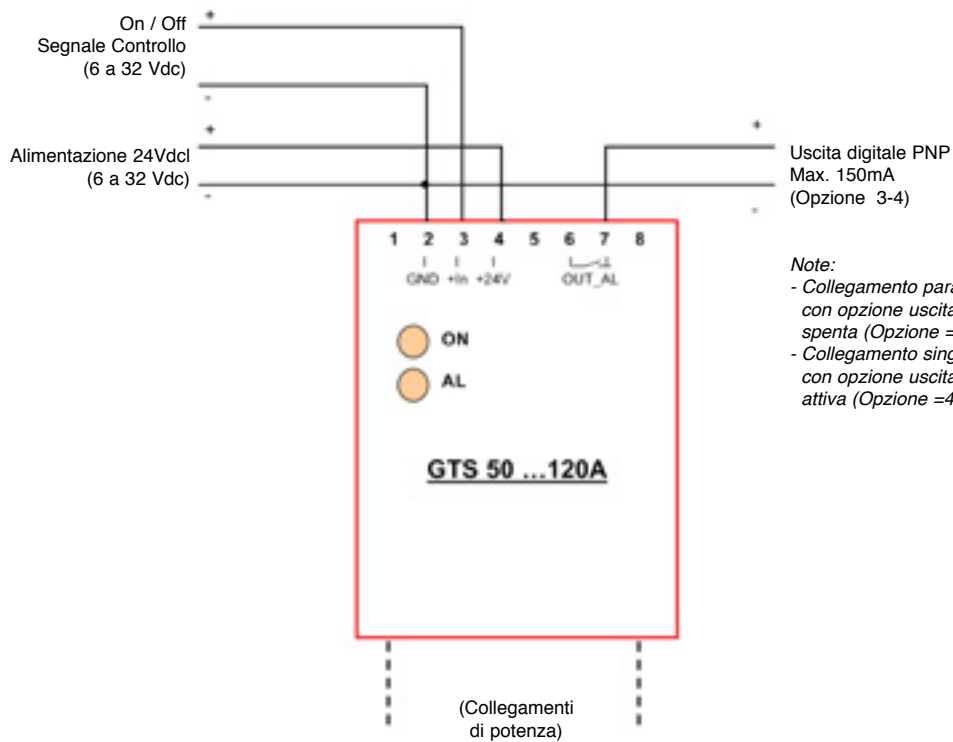 +
On / Off
Segnale Controllo
(6 a 32 Vdc)
-
+
Alimentazione 24Vdcl
(6 a 32 Vdc)
-
+
Uscita digitale PNP
Max. 150mA
(Opzione 3-4)
-
1 2 3 4 5 6 7 8
GND +In +24V OUT_AL
ON
AL
GTS 50 ...120A
(Collegamenti
di potenza)
Note:
- Collegamento
con opzione uscita
spenta (Opzione =
- Collegamento
con opzione uscita
attiva (Opzione =4